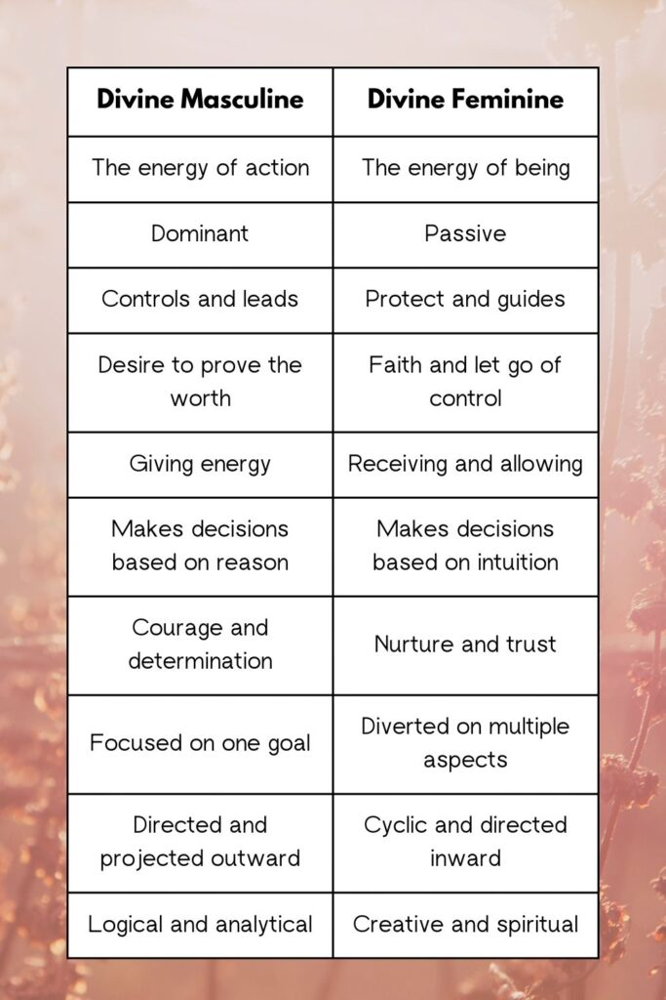 Divine Masculine
Divine Feminine
The energy of action
The energy of being
Dominant
Passive
Controls and leads
Protect and guides
Desire to prove the
worth
Faith and let go of
control
Giving energy
Receiving and allowing
Makes decisions
based on reason
Makes decisions
based on intuition
Courage and
determination
Nurture and trust
Focused on one goal
Diverted on multiple
aspects
Directed and
projected outward
Cyclic and directed
inward
Logical and analytical
Creative and spiritual